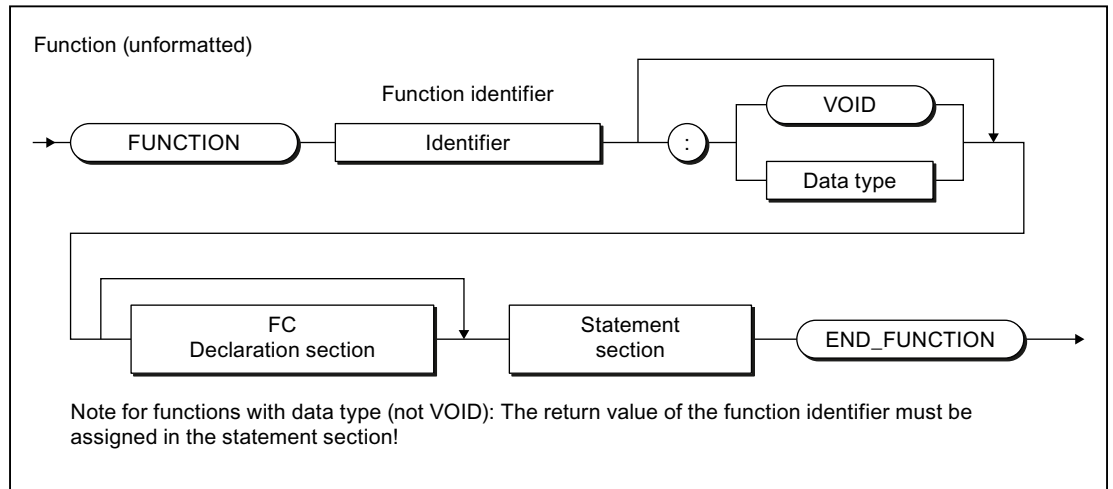 Function (unformatted)
Function identifier
FUNCTION
Identifier
:
VOID
Data type
FC
Declaration section
Statement
section
END_FUNCTION
Note for functions with data type (not VOID): The return value of the function identifier must be
assigned in the statement section!